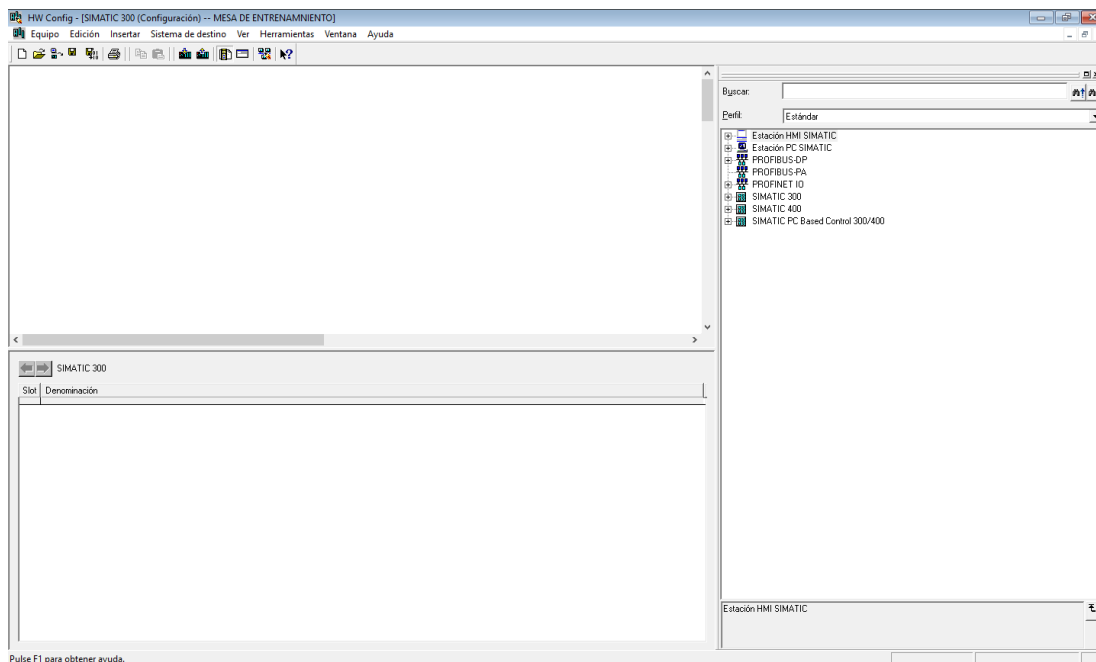 HW Config - [SIMATIC 300 (Configuración) -- MESA DE ENTRENAMNIENTO]
Equipo Edición Insertar Sistema de destino Ver Herramientas Ventana Ayuda
Buscar:
Perfil: Estándar
Estación HMI SIMATIC
Estación PC SIMATIC
PROFIBUS-DP
PROFIBUS-PA
PROFINET IO
SIMATIC 300
SIMATIC 400
SIMATIC PC Based Control 300/400
SIMATIC 300
Slot Denominación
Estación HMI SIMATIC
Pulse F1 para obtener ayuda.